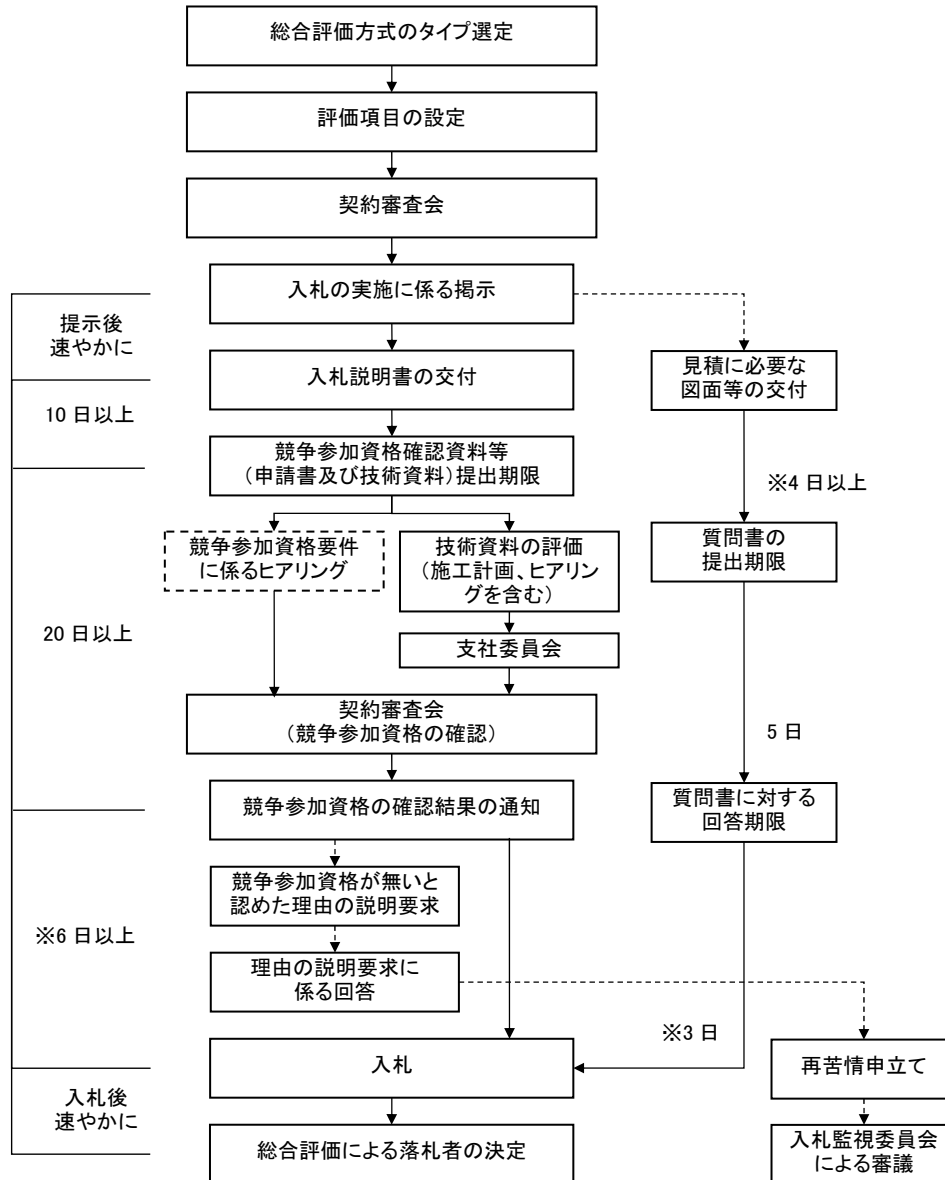 総合評価方式のタイプ選定
評価項目の設定
契約審査会
入札の実施に係る掲示
提示後
速やかに
入札説明書の交付
見積に必要な
図面等の交付
10 日以上
競争参加資格確認資料等
（申請書及び技術資料）提出期限
※4 日以上
競争参加資格要件
に係るヒアリング
技術資料の評価
（施工計画、ヒアリン
グを含む）
質問書の
提出期限
20 日以上
支社委員会
契約審査会
（競争参加資格の確認）
5 日
競争参加資格の確認結果の通知
質問書に対する
回答期限
競争参加資格が無いと
認めた理由の説明要求
※6 日以上
理由の説明要求に
係る回答
※3 日
入札
再苦情申立て
入札後
速やかに
総合評価による落札者の決定
入札監視委員会
による審議